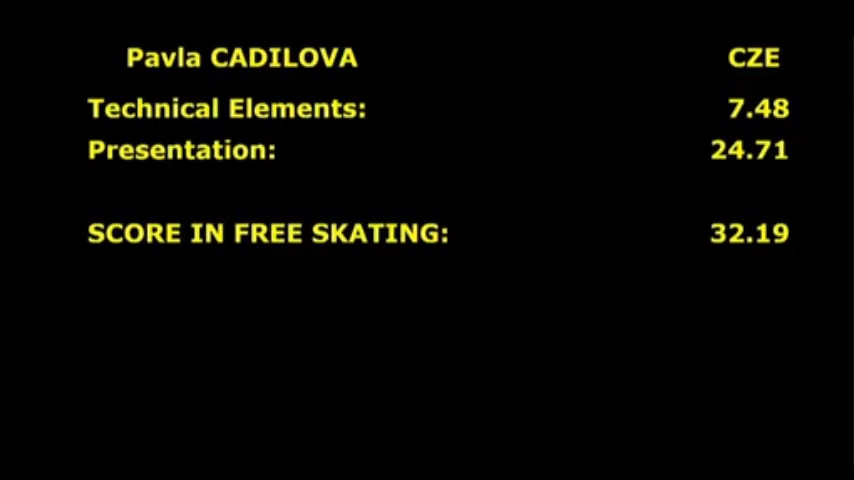 Pavla CADILOVA CZE
Technical Elements: 7.48
Presentation: 24.71
SCORE IN FREE SKATING: 32.19